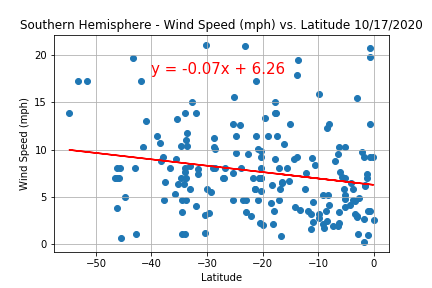 Southern Hemisphere - Wind Speed (mph) vs. Latitude 10/17/2020
y = -0.07x + 6.26
Wind Speed (mph)
20
15
10
5
0
−50
−40
−30
−20
−10
0
Latitude